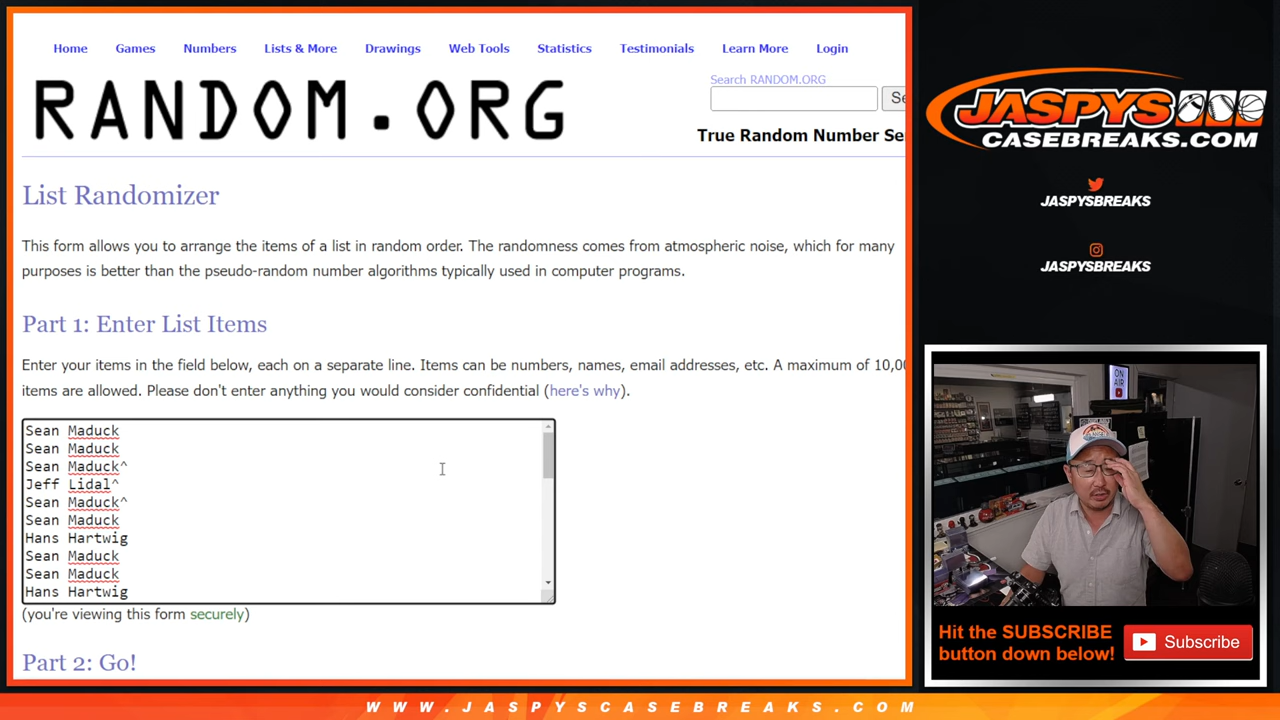 Home Games Numbers Lists & More Drawings Web Tools Statistics Testimonials Learn More Login
RANDOM.ORG
Search RANDOM.ORG
Se
True Random Number Se
List Randomizer
This form allows you to arrange the items of a list in random order. The randomness comes from atmospheric noise, which for many
purposes is better than the pseudo-random number algorithms typically used in computer programs.
Part 1: Enter List Items
Enter your items in the field below, each on a separate line. Items can be numbers, names, email addresses, etc. A maximum of 10,00
items are allowed. Please don't enter anything you would consider confidential (here's why).
Sean Maduck
Sean Maduck
Sean Maduck^
Jeff Lidal^
Sean Maduck^
Sean Maduck
Hans Hartwig
Sean Maduck
Sean Maduck
Hans Hartwig
(you're viewing this form securely)
Part 2: Go!
JASPYS
CASEBREAKS.COM
JASPYSBREAKS
JASPYSBREAKS
ON
AIR
Hit the SUBSCRIBE
button down below!
Subscribe
WWW.JASPYSCASEBREAKS.COM